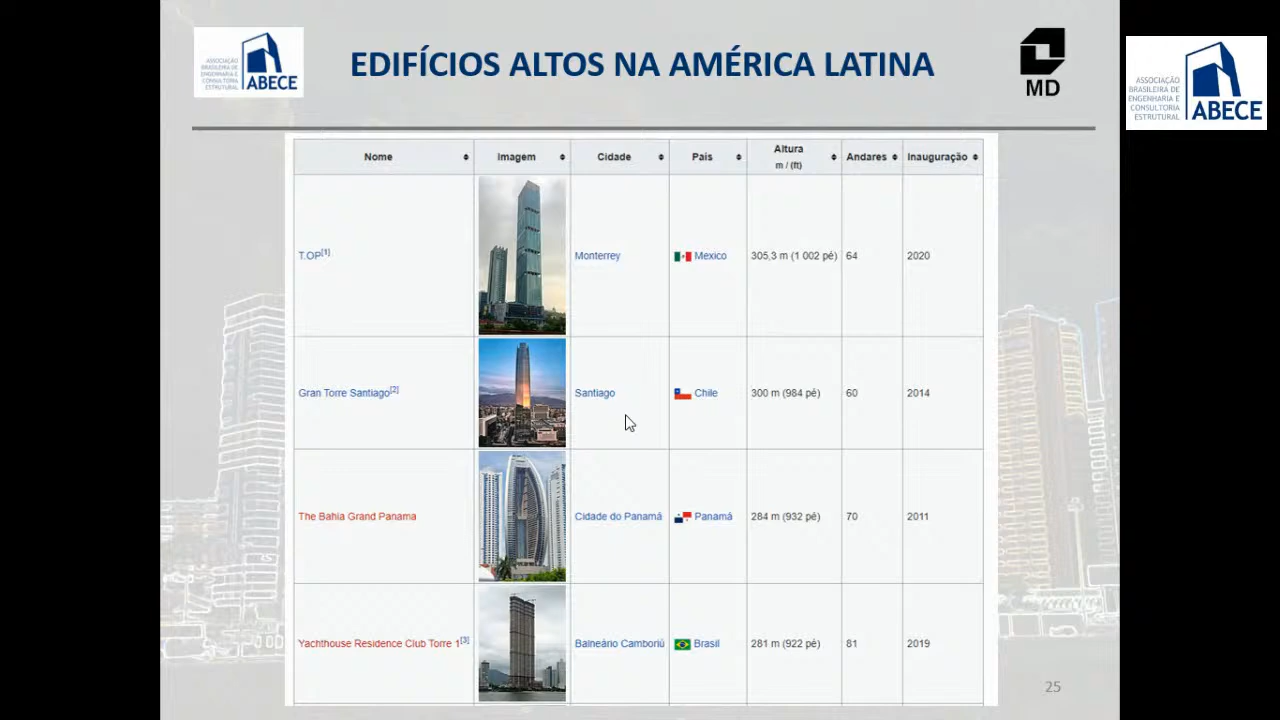 ASSOCIAÇÃO
BRASILEIRA DE
ENGENHARIA E
CONSULTORIA
ESTRUTURAL
ABECE
EDIFÍCIOS ALTOS NA AMÉRICA LATINA
MD
ASSOCIAÇÃO
BRASILEIRA DE
ENGENHARIA E
CONSULTORIA
ESTRUTURAL
ABECE
Nome Imagem Cidade País Altura m / (ft) Andares Inauguração
T.OP[1] Monterrey Mexico 305,3 m (1 002 pé) 64 2020
Gran Torre Santiago[2] Santiago Chile 300 m (984 pé) 60 2014
The Bahia Grand Panama Cidade do Panamá Panamá 284 m (932 pé) 70 2011
Yachthouse Residence Club Torre 1[3] Balneário Camboriú Brasil 281 m (922 pé) 81 2019
25